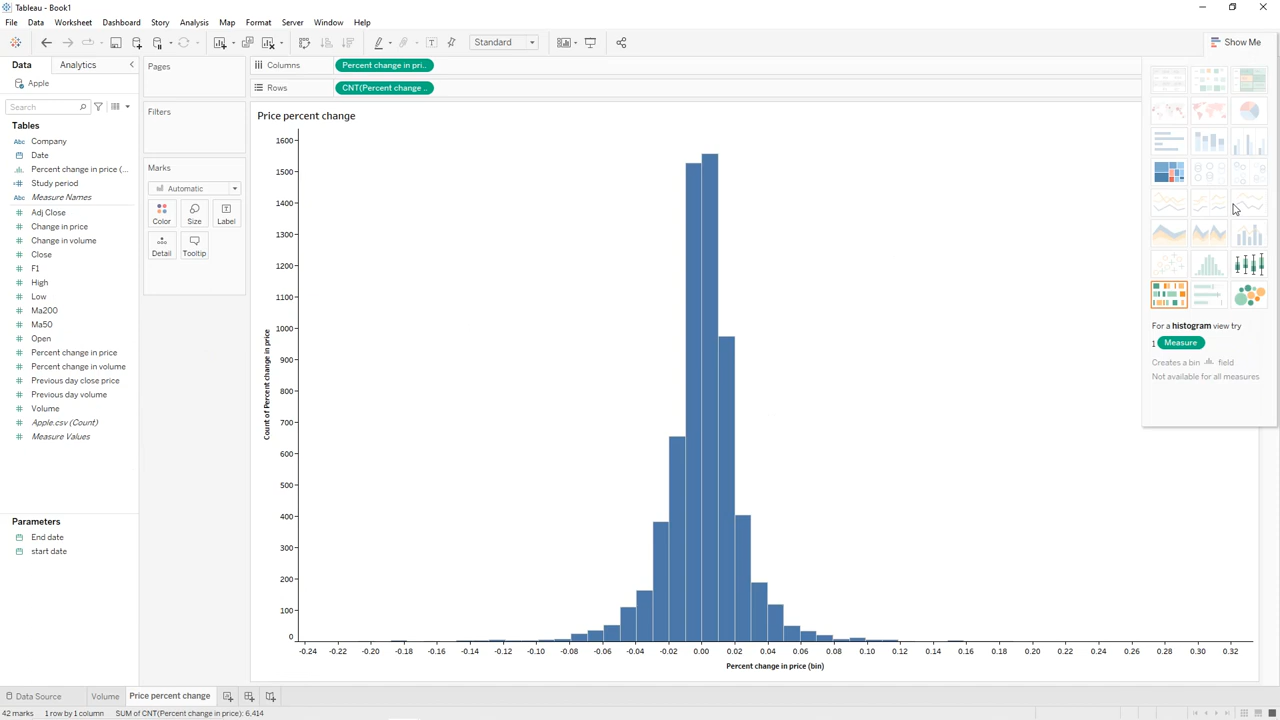 Tableau - Book1
File Data Worksheet Dashboard Story Analysis Map Format Server Window Help
Standard
Show Me
Data Analytics
Apple
Search
Tables
Abc Company
Date
Percent change in price (...
Study period
Abc Measure Names
Adj Close
Change in price
Change in volume
Close
F1
High
Low
Ma200
Ma50
Open
Percent change in price
Percent change in volume
Previous day close price
Previous day volume
Volume
Apple.csv (Count)
Measure Values
Parameters
End date
start date
Pages
Filters
Marks
Automatic
Color Size Label
Detail Tooltip
Columns Percent change in pri..
Rows CNT(Percent change ..
Price percent change
Count of Percent change in price
1600
1500
1400
1300
1200
1100
1000
900
800
700
600
500
400
300
200
100
0
-0.24 -0.22 -0.20 -0.18 -0.16 -0.14 -0.12 -0.10 -0.08 -0.06 -0.04 -0.02 0.00 0.02 0.04 0.06 0.08 0.10 0.12 0.14 0.16 0.18 0.20 0.22 0.24 0.26 0.28 0.30 0.32
Percent change in price (bin)
For a histogram view try
1 Measure
Creates a bin field
Not available for all measures
Data Source Volume Price percent change
42 marks 1 row by 1 column SUM of CNT(Percent change in price): 6,414